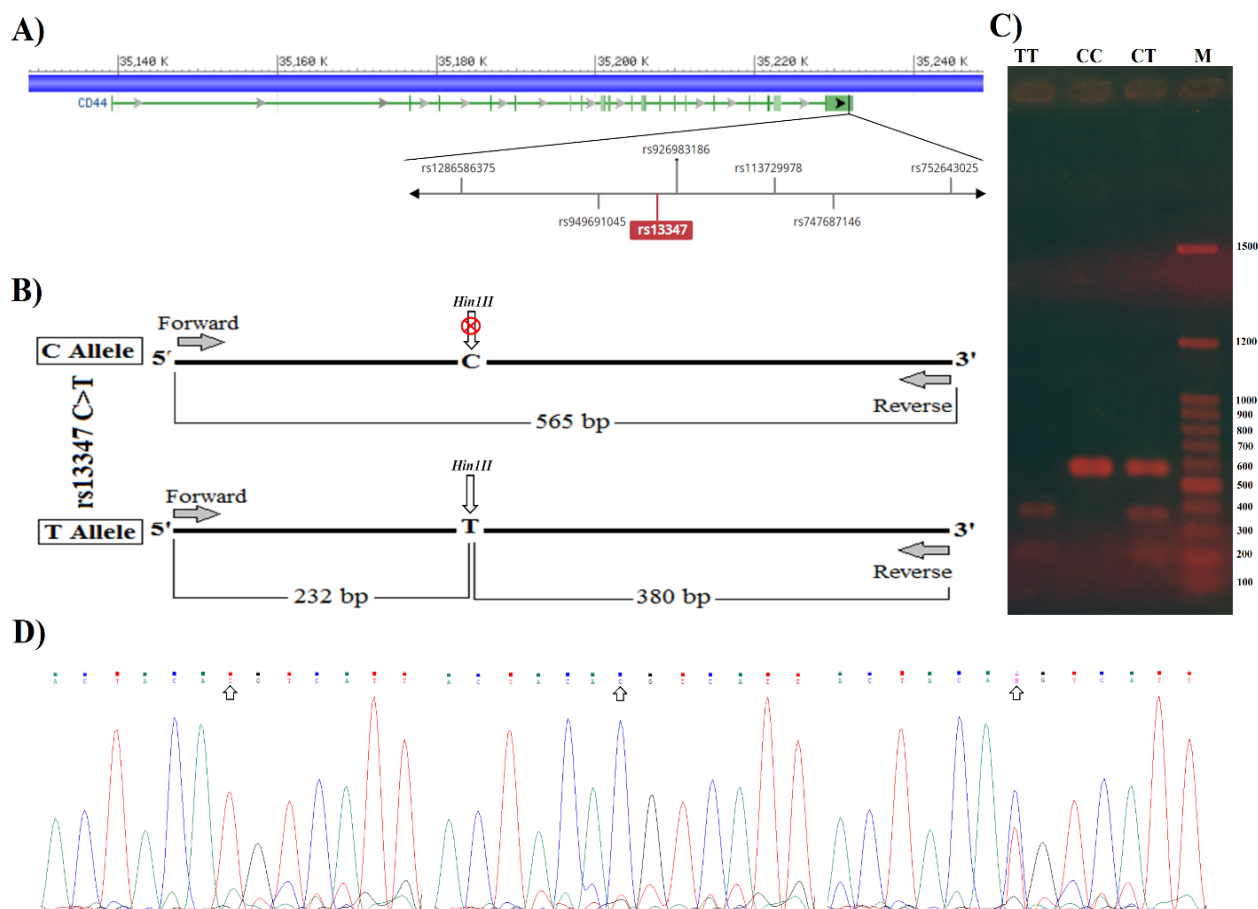 A)
35,140 K 35,160 K 35,180 K 35,200 K 35,220 K 35,240 K
CD44
rs926983186
rs1286586375 rs113729978 rs752643025
rs949691045 rs747687146
rs13347
B)
Hin1II
Forward
C Allele 5' C 3'
Reverse
565 bp
rs13347 C>T
Hin1II
Forward
T Allele 5' T 3'
Reverse
232 bp 380 bp
C)
TT CC CT M
1500
1200
1000
900
800
700
600
500
400
300
200
100
D)
A C T A C A T G T C A T T A C T A C A C G T C A T T A C T A C A N G T C A T T